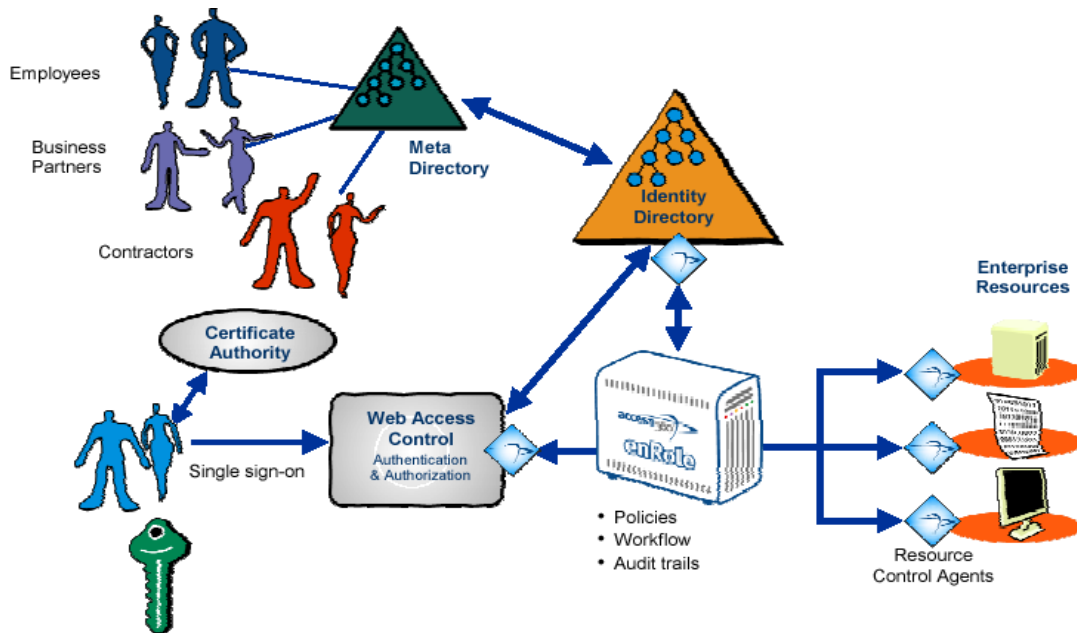 Employees
Business
Partners
Contractors
Meta
Directory
Identity
Directory
Enterprise
Resources
Certificate
Authority
Web Access
Control
Authentication
& Authorization
Single sign-on
access360
enRole
• Policies
• Workflow
• Audit trails
Resource
Control Agents